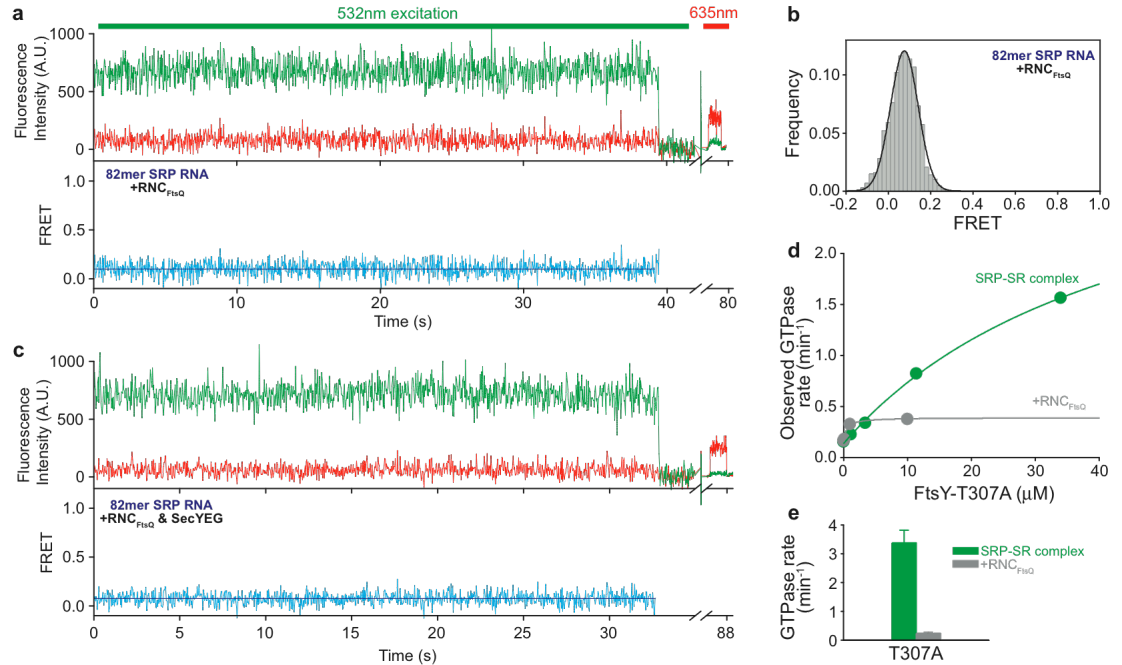 a
532nm excitation
635nm
Fluorescence
Intensity (A.U.)
1000
500
0
82mer SRP RNA
+RNC_FtsQ
FRET
1.0
0.5
0.0
0
10
20
30
40
80
Time (s)
b
82mer SRP RNA
+RNC_FtsQ
Frequency
0.10
0.05
0.00
-0.2
0.0
0.2
0.4
0.6
0.8
1.0
FRET
c
Fluorescence
Intensity (A.U.)
1000
500
0
82mer SRP RNA
+RNC_FtsQ & SecYEG
FRET
1.0
0.5
0.0
0
5
10
15
20
25
30
88
Time (s)
d
Observed GTPase
rate (min⁻¹)
2.0
1.5
1.0
0.5
0.0
SRP-SR complex
+RNC_FtsQ
0
10
20
30
40
FtsY-T307A (μM)
e
GTPase rate
(min⁻¹)
4
3
2
1
0
SRP-SR complex
+RNC_FtsQ
T307A